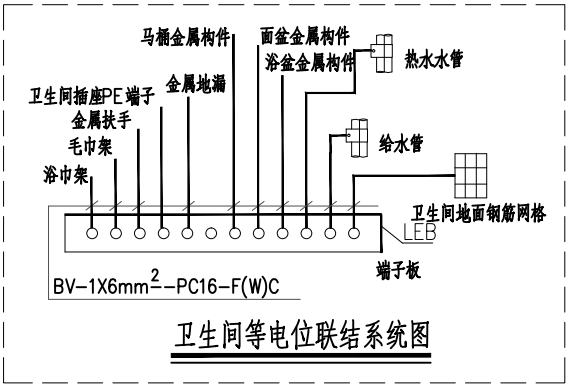 马桶金属构件
面盆金属构件
浴盆金属构件
热水水管
金属地漏
卫生间插座PE端子
金属扶手
毛巾架
浴巾架
给水管
卫生间地面钢筋网格
LEB
端子板
BV-1X6mm2--PC16-F(W)C
卫生间等电位联结系统图